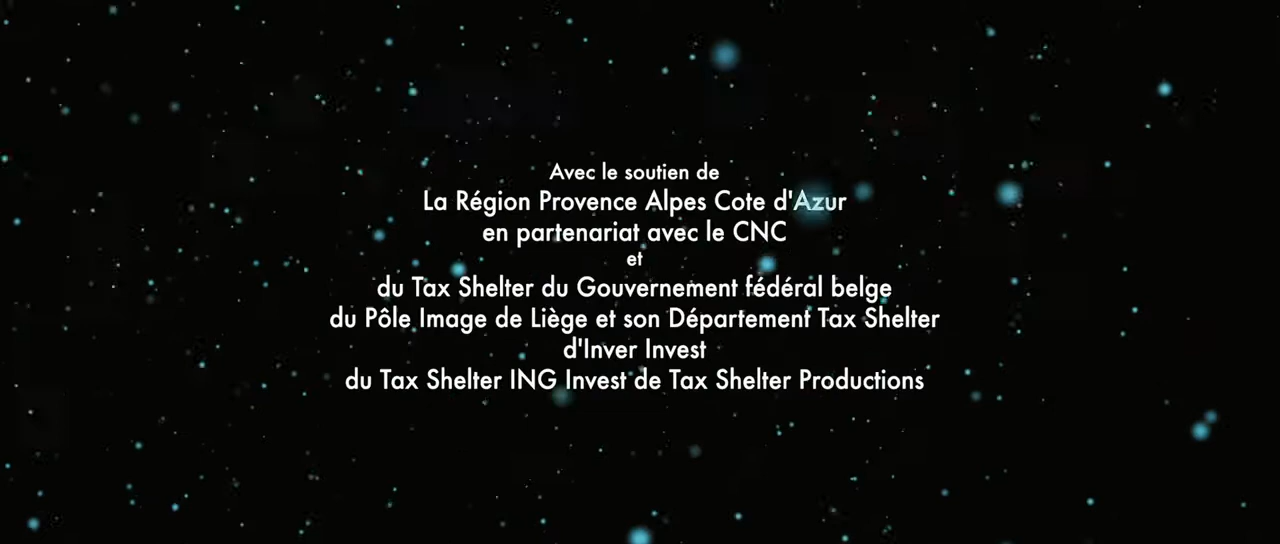 Avec le soutien de
La Région Provence Alpes Cote d'Azur
en partenariat avec le CNC
et
du Tax Shelter du Gouvernement fédéral belge
du Pôle Image de Liège et son Département Tax Shelter
d'Inver Invest
du Tax Shelter ING Invest de Tax Shelter Productions